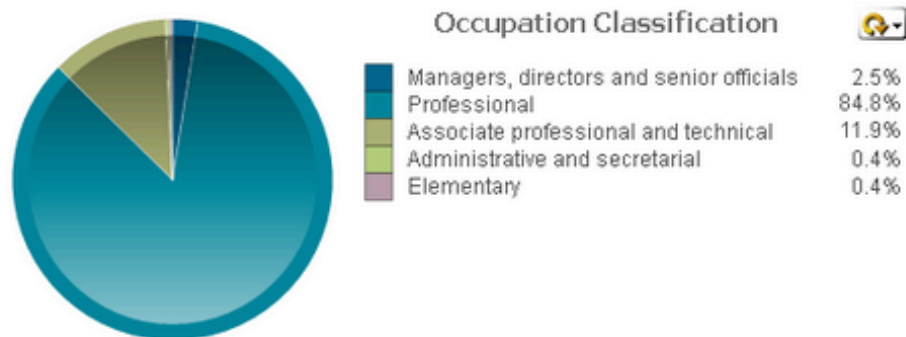 Occupation Classification
Managers, directors and senior officials 2.5%
Professional 84.8%
Associate professional and technical 11.9%
Administrative and secretarial 0.4%
Elementary 0.4%